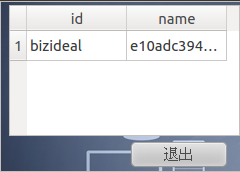 id name
1 bizideal e10adc394...
退出